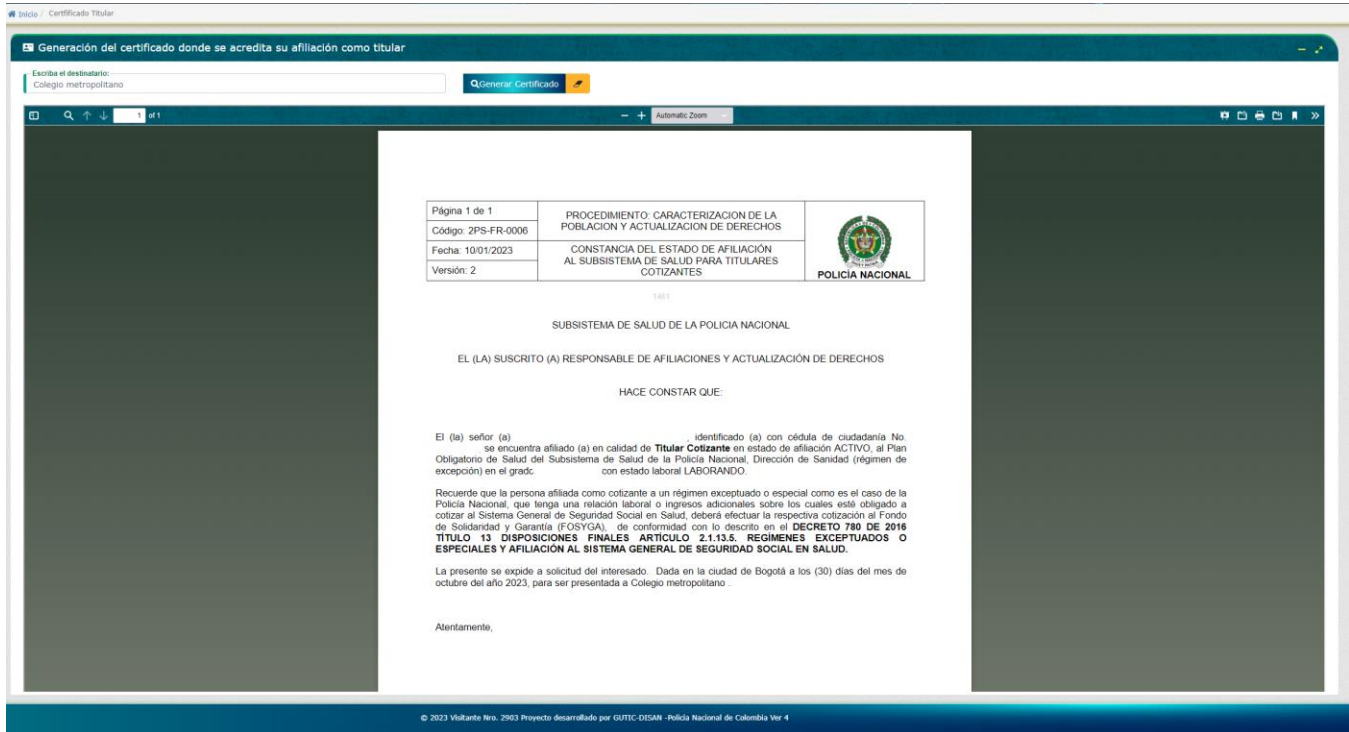 Inicio / Certfificado Titular
Generación del certificado donde se acredita su afiliación como titular
Escriba el destinatario:
Colegio metropolitano
Generar Certificado
1 of 1
Automatic Zoom
Página 1 de 1
Código: 2PS-FR-0006
Fecha: 10/01/2023
Versión: 2
PROCEDIMIENTO: CARACTERIZACION DE LA
POBLACION Y ACTUALIZACION DE DERECHOS
CONSTANCIA DEL ESTADO DE AFILIACIÓN
AL SUBSISTEMA DE SALUD PARA TITULARES
COTIZANTES
POLICÍA NACIONAL
1461
SUBSISTEMA DE SALUD DE LA POLICIA NACIONAL
EL (LA) SUSCRITO (A) RESPONSABLE DE AFILIACIONES Y ACTUALIZACIÓN DE DERECHOS
HACE CONSTAR QUE:
El (la) señor (a) , identificado (a) con cédula de ciudadanía No.
se encuentra afiliado (a) en calidad de Titular Cotizante en estado de afiliación ACTIVO, al Plan
Obligatorio de Salud del Subsistema de Salud de la Policía Nacional, Dirección de Sanidad (régimen de
excepción) en el grado con estado laboral LABORANDO.
Recuerde que la persona afiliada como cotizante a un régimen exceptuado o especial como es el caso de la
Policía Nacional, que tenga una relación laboral o ingresos adicionales sobre los cuales esté obligado a
cotizar al Sistema General de Seguridad Social en Salud, deberá efectuar la respectiva cotización al Fondo
de Solidaridad y Garantía (FOSYGA), de conformidad con lo descrito en el DECRETO 780 DE 2016
TÍTULO 13 DISPOSICIONES FINALES ARTÍCULO 2.1.13.5. REGÍMENES EXCEPTUADOS O
ESPECIALES Y AFILIACIÓN AL SISTEMA GENERAL DE SEGURIDAD SOCIAL EN SALUD.
La presente se expide a solicitud del interesado. Dada en la ciudad de Bogotá a los (30) días del mes de
octubre del año 2023, para ser presentada a Colegio metropolitano .
Atentamente,
© 2023 Visitante Nro. 2903 Proyecto desarrollado por GUTIC-DISAN -Policía Nacional de Colombia Ver 4